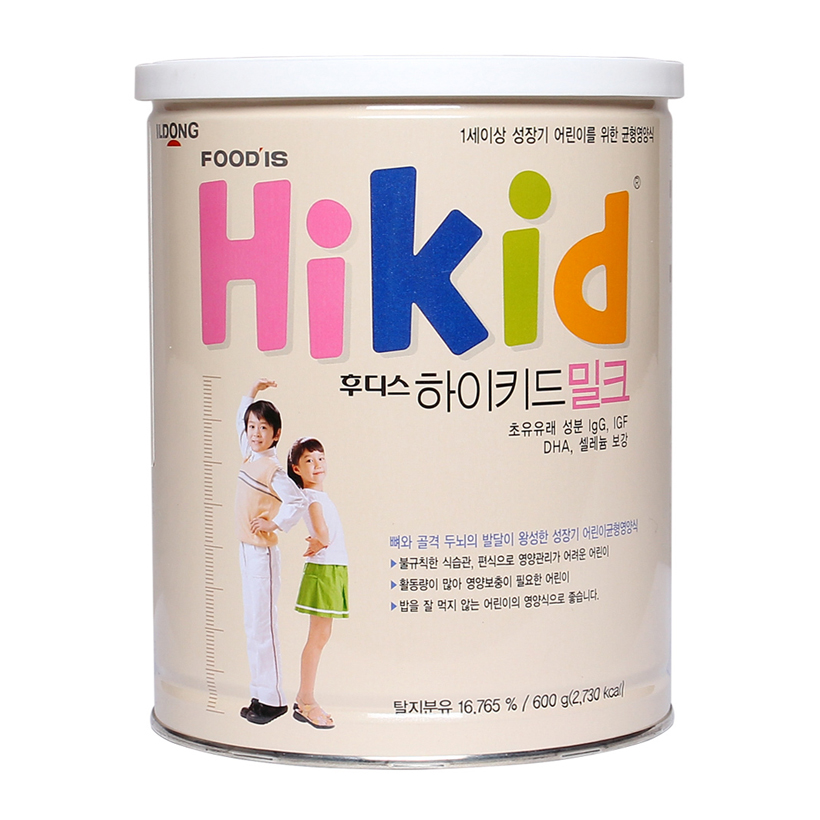 ILDONG
1세이상 성장기 어린이를 위한 균형영양식
FOOD'IS
Hikid®
후디스 하이키드밀크
초유유래 성분 IgG, IGF
DHA, 셀레늄 보강
뼈와 골격 두뇌의 발달이 왕성한 성장기 어린이균형영양식
▶불규칙한 식습관, 편식으로 영양관리가 어려운 어린이
▶활동량이 많아 영양보충이 필요한 어린이
▶밥을 잘 먹지 않는 어린이의 영양식으로 좋습니다.
탈지분유 16,765 % / 600 g(2,730 kcal)